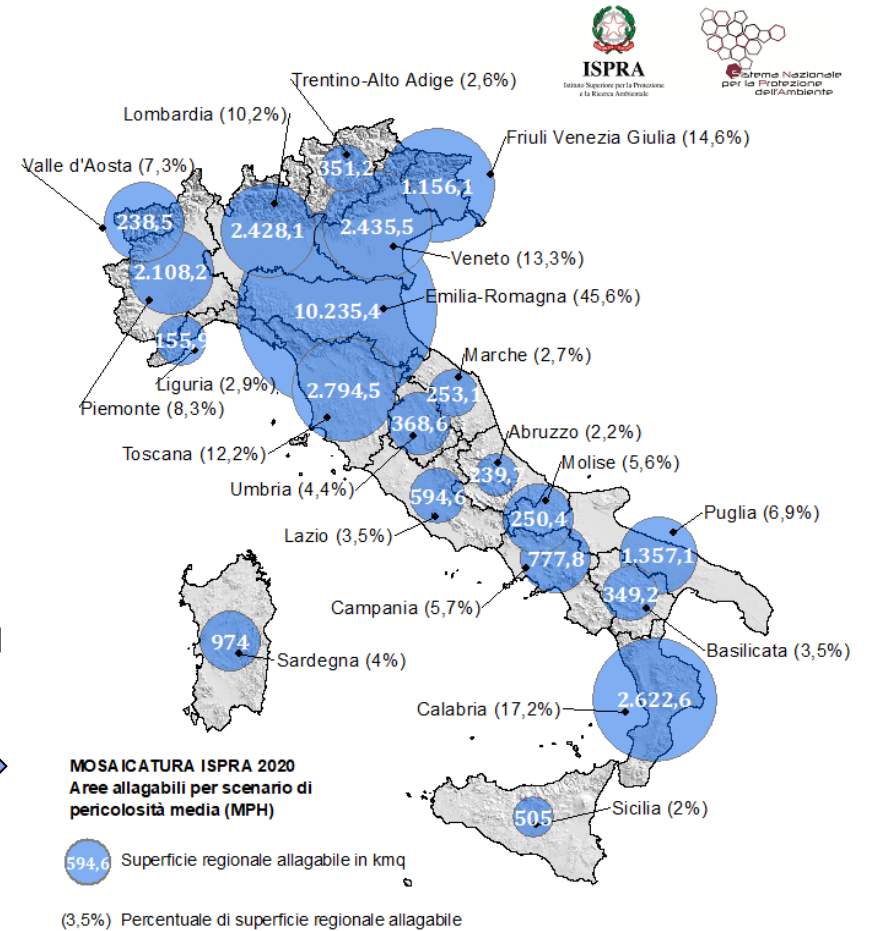 ISPRA
Istituto Superiore per la Protezione
e la Ricerca Ambientale
Sistema Nazionale
per la Protezione
dell'Ambiente
Trentino-Alto Adige (2,6%)
Lombardia (10,2%)
Friuli Venezia Giulia (14,6%)
Valle d'Aosta (7,3%)
351,2
1.156,1
238,5
2.428,1
2.435,5
Veneto (13,3%)
2.108,2
Emilia-Romagna (45,6%)
10.235,4
155,9
Marche (2,7%)
Liguria (2,9%)
2.794,5
253,1
Piemonte (8,3%)
368,6
Abruzzo (2,2%)
Toscana (12,2%)
Molise (5,6%)
239,7
Umbria (4,4%)
594,6
Puglia (6,9%)
250,4
Lazio (3,5%)
777,8
1.357,1
349,2
Campania (5,7%)
974
Basilicata (3,5%)
Sardegna (4%)
2.622,6
Calabria (17,2%)
MOSAICATURA ISPRA 2020
Aree allagabili per scenario di
pericolosità media (MPH)
Sicilia (2%)
505
594,6 Superficie regionale allagabile in kmq
(3,5%) Percentuale di superficie regionale allagabile